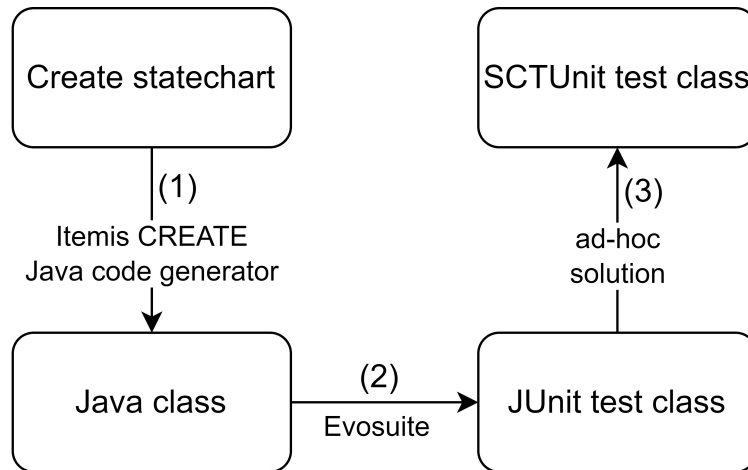 Create statechart
SCTUnit test class
(1)
Itemis CREATE
Java code generator
(3)
ad-hoc
solution
Java class
(2)
Evosuite
JUnit test class